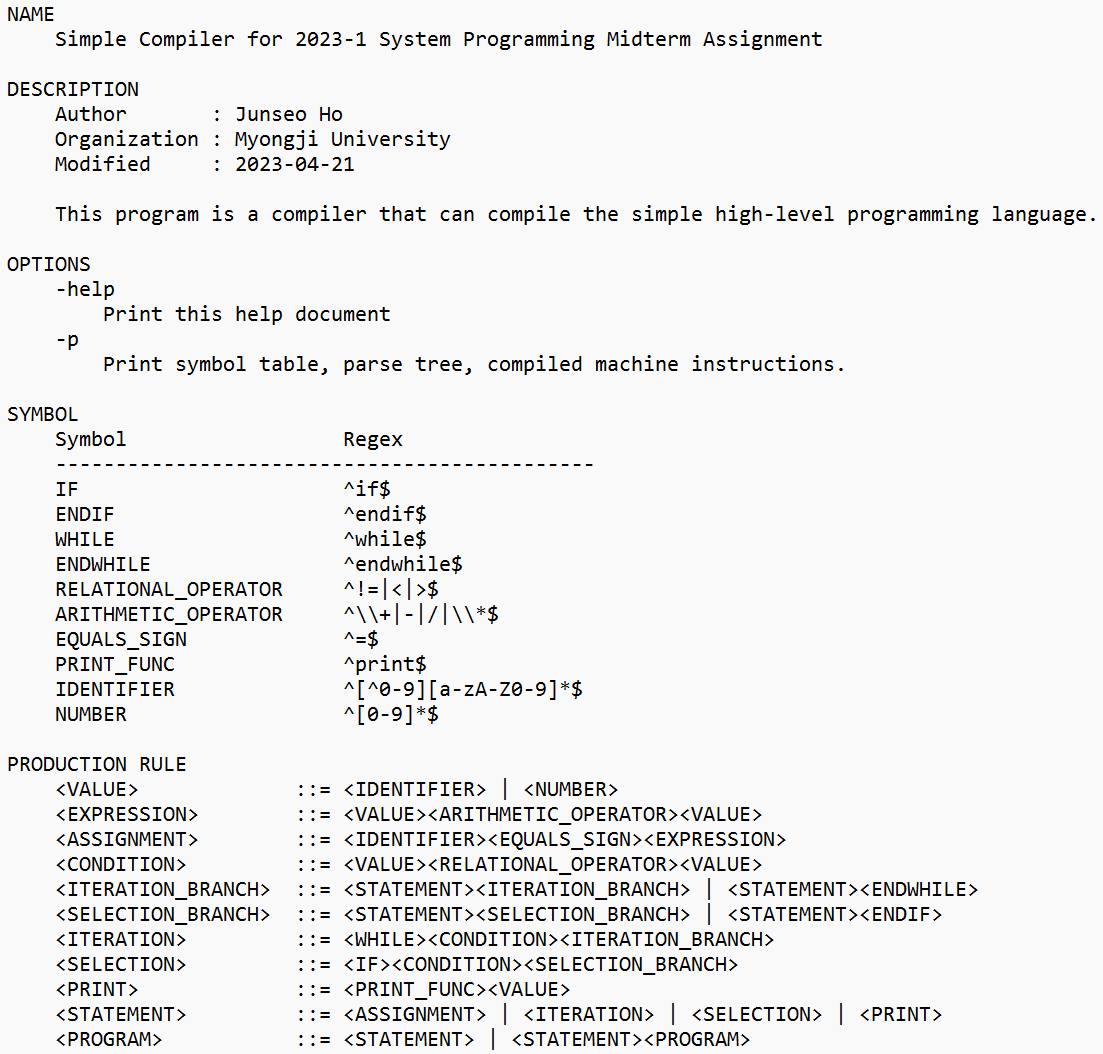 NAME
    Simple Compiler for 2023-1 System Programming Midterm Assignment

DESCRIPTION
    Author       : Junseo Ho
    Organization : Myongji University
    Modified     : 2023-04-21

    This program is a compiler that can compile the simple high-level programming language.

OPTIONS
    -help
        Print this help document
    -p
        Print symbol table, parse tree, compiled machine instructions.

SYMBOL
    Symbol                  Regex
    ---------------------------------------------
    IF                      ^if$
    ENDIF                   ^endif$
    WHILE                   ^while$
    ENDWHILE                ^endwhile$
    RELATIONAL_OPERATOR     ^!=|<|>$
    ARITHMETIC_OPERATOR     ^\\+|-|/|\\*$
    EQUALS_SIGN             ^=$
    PRINT_FUNC              ^print$
    IDENTIFIER              ^[^0-9][a-zA-Z0-9]*$
    NUMBER                  ^[0-9]*$

PRODUCTION RULE
    <VALUE>             ::= <IDENTIFIER> | <NUMBER>
    <EXPRESSION>        ::= <VALUE><ARITHMETIC_OPERATOR><VALUE>
    <ASSIGNMENT>        ::= <IDENTIFIER><EQUALS_SIGN><EXPRESSION>
    <CONDITION>         ::= <VALUE><RELATIONAL_OPERATOR><VALUE>
    <ITERATION_BRANCH>  ::= <STATEMENT><ITERATION_BRANCH> | <STATEMENT><ENDWHILE>
    <SELECTION_BRANCH>  ::= <STATEMENT><SELECTION_BRANCH> | <STATEMENT><ENDIF>
    <ITERATION>         ::= <WHILE><CONDITION><ITERATION_BRANCH>
    <SELECTION>         ::= <IF><CONDITION><SELECTION_BRANCH>
    <PRINT>             ::= <PRINT_FUNC><VALUE>
    <STATEMENT>         ::= <ASSIGNMENT> | <ITERATION> | <SELECTION> | <PRINT>
    <PROGRAM>           ::= <STATEMENT> | <STATEMENT><PROGRAM>